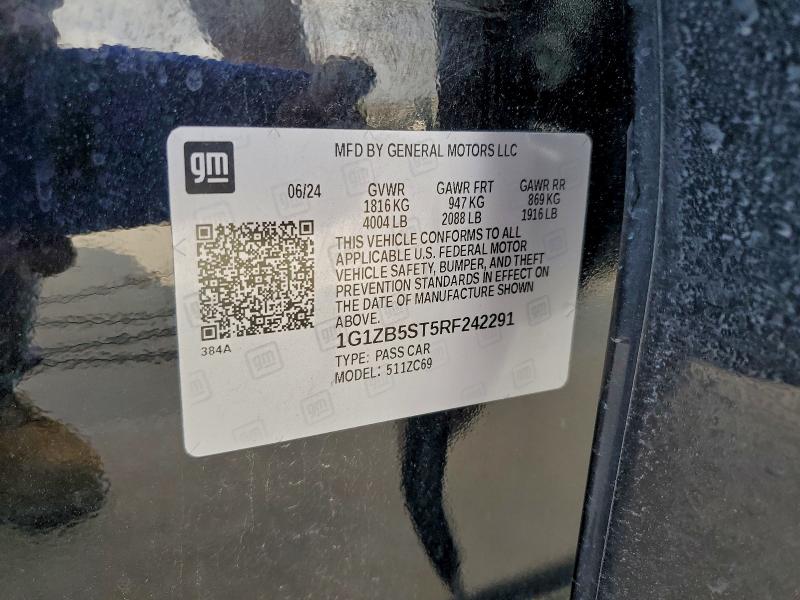 gm
MFD BY GENERAL MOTORS LLC
06/24 GVWR GAWR FRT GAWR RR
1816 KG 947 KG 869 KG
4004 LB 2088 LB 1916 LB
THIS VEHICLE CONFORMS TO ALL
APPLICABLE U.S. FEDERAL MOTOR
VEHICLE SAFETY, BUMPER, AND THEFT
PREVENTION STANDARDS IN EFFECT ON
THE DATE OF MANUFACTURE SHOWN
ABOVE.
1G1ZB5ST5RF242291
384A
TYPE: PASS CAR
MODEL: 511ZC69